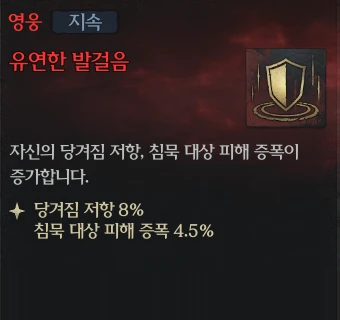 영웅 지속
유연한 발걸음
자신의 당겨짐 저항, 침묵 대상 피해 증폭이
증가합니다.
당겨짐 저항 8%
침묵 대상 피해 증폭 4.5%